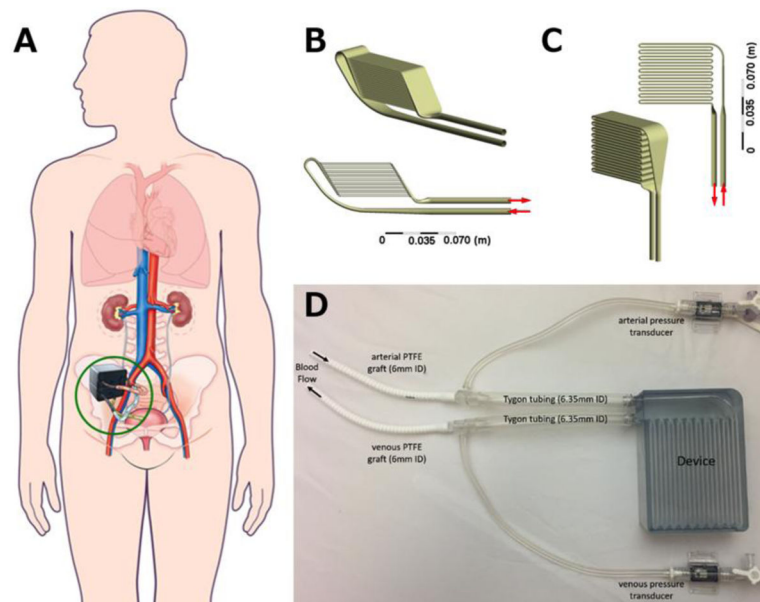 A
B
C
0 0.035 0.070 (m)
0 0.035 0.070 (m)
D
arterial pressure
transducer
arterial PTFE
graft (6mm ID)
Blood
Flow
Tygon tubing (6.35mm ID)
Tygon tubing (6.35mm ID)
venous PTFE
graft (6mm ID)
Device
venous pressure
transducer